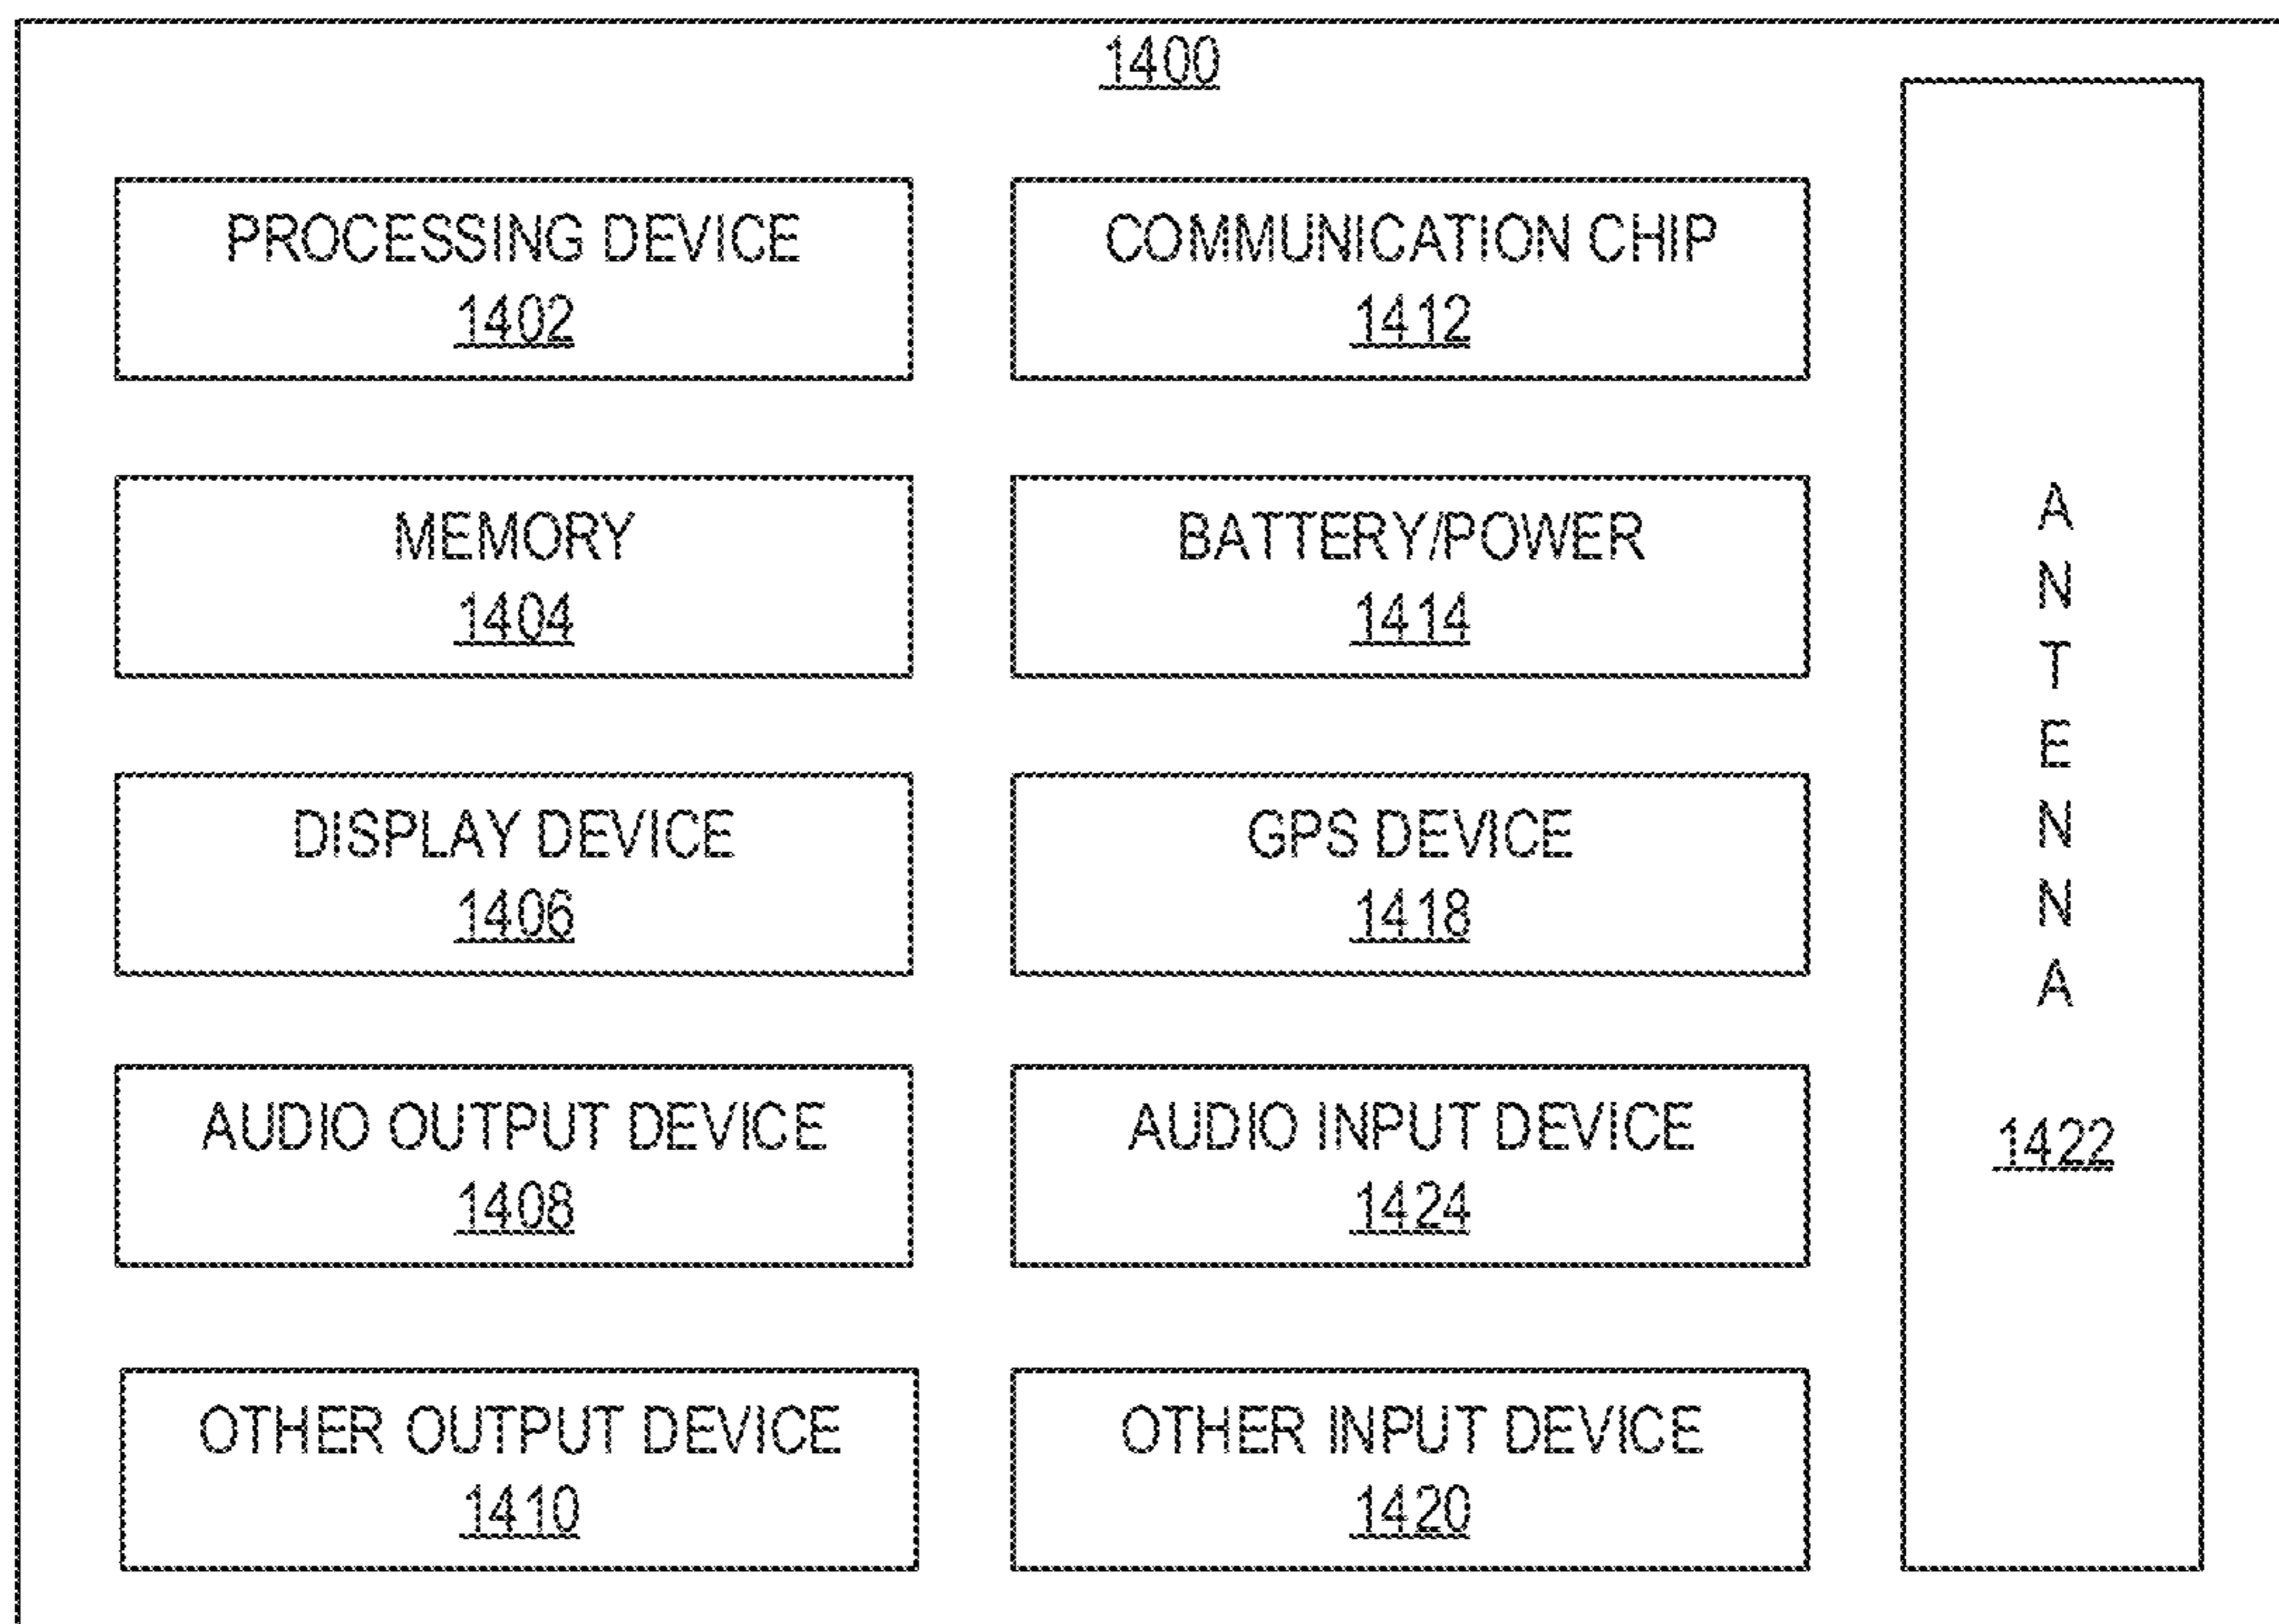 1400
PROCESSING DEVICE
1402
COMMUNICATION CHIP
1412
MEMORY
1404
BATTERY/POWER
1414
DISPLAY DEVICE
1406
GPS DEVICE
1418
AUDIO OUTPUT DEVICE
1408
AUDIO INPUT DEVICE
1424
OTHER OUTPUT DEVICE
1410
OTHER INPUT DEVICE
1420
ANTENNA
1422